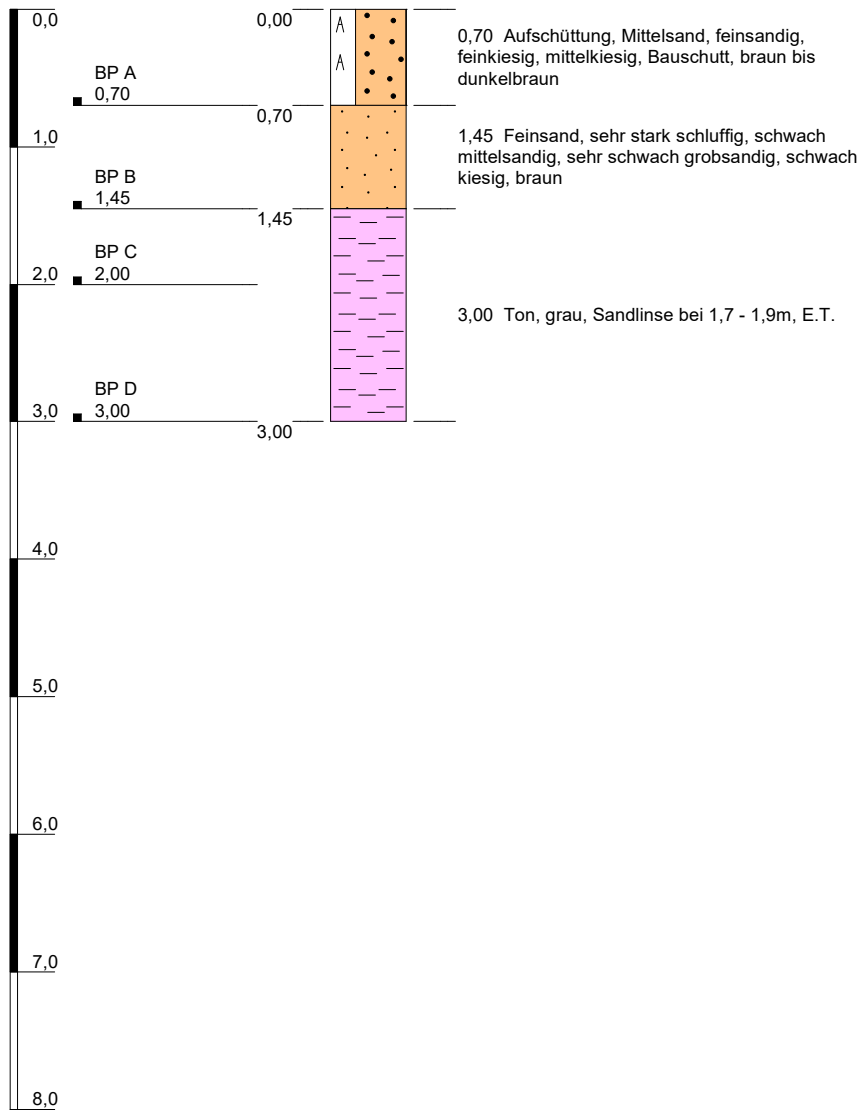 0,0
0,00
0,70 Aufschüttung, Mittelsand, feinsandig,
feinkiesig, mittelkiesig, Bauschutt, braun bis
dunkelbraun
A
A
BP A
0,70
0,70
1,0
1,45 Feinsand, sehr stark schluffig, schwach
mittelsandig, sehr schwach grobsandig, schwach
kiesig, braun
BP B
1,45
1,45
BP C
2,00
2,0
3,00 Ton, grau, Sandlinse bei 1,7 - 1,9m, E.T.
BP D
3,00
3,0
3,00
4,0
5,0
6,0
7,0
8,0